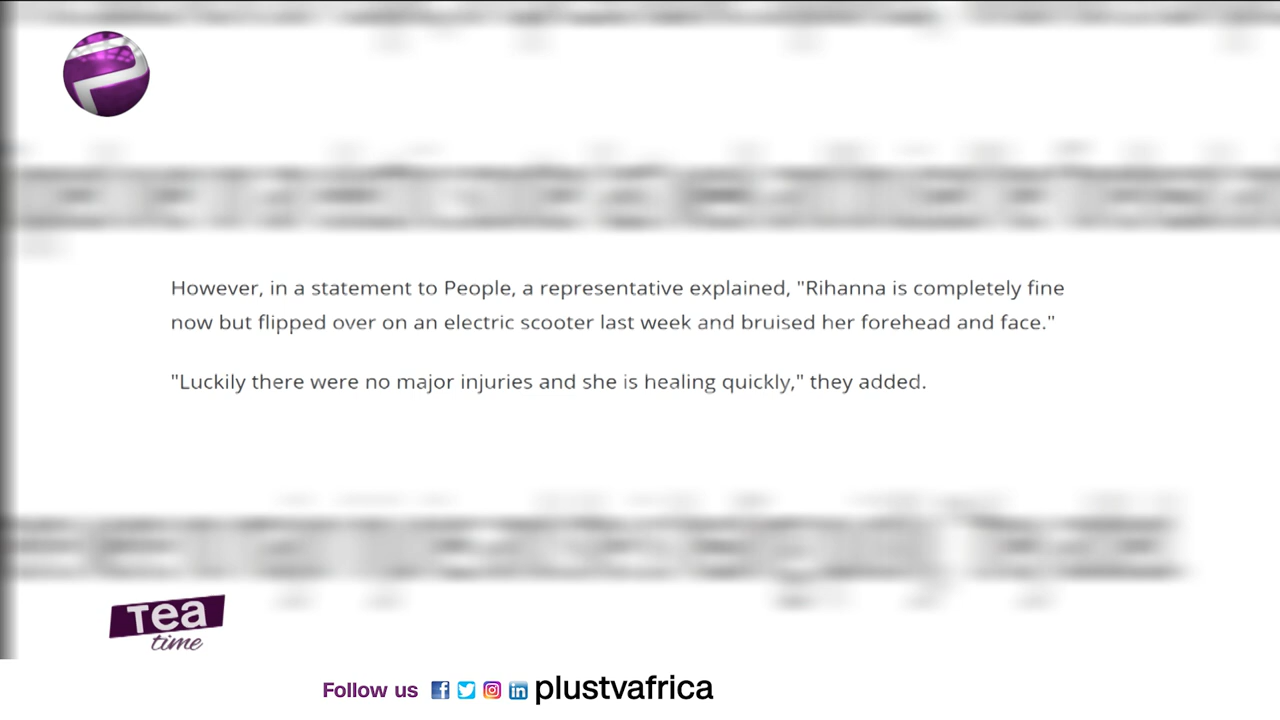 However, in a statement to People, a representative explained, "Rihanna is completely fine
now but flipped over on an electric scooter last week and bruised her forehead and face."
"Luckily there were no major injuries and she is healing quickly," they added.
Tea
time
Follow us plustvafrica